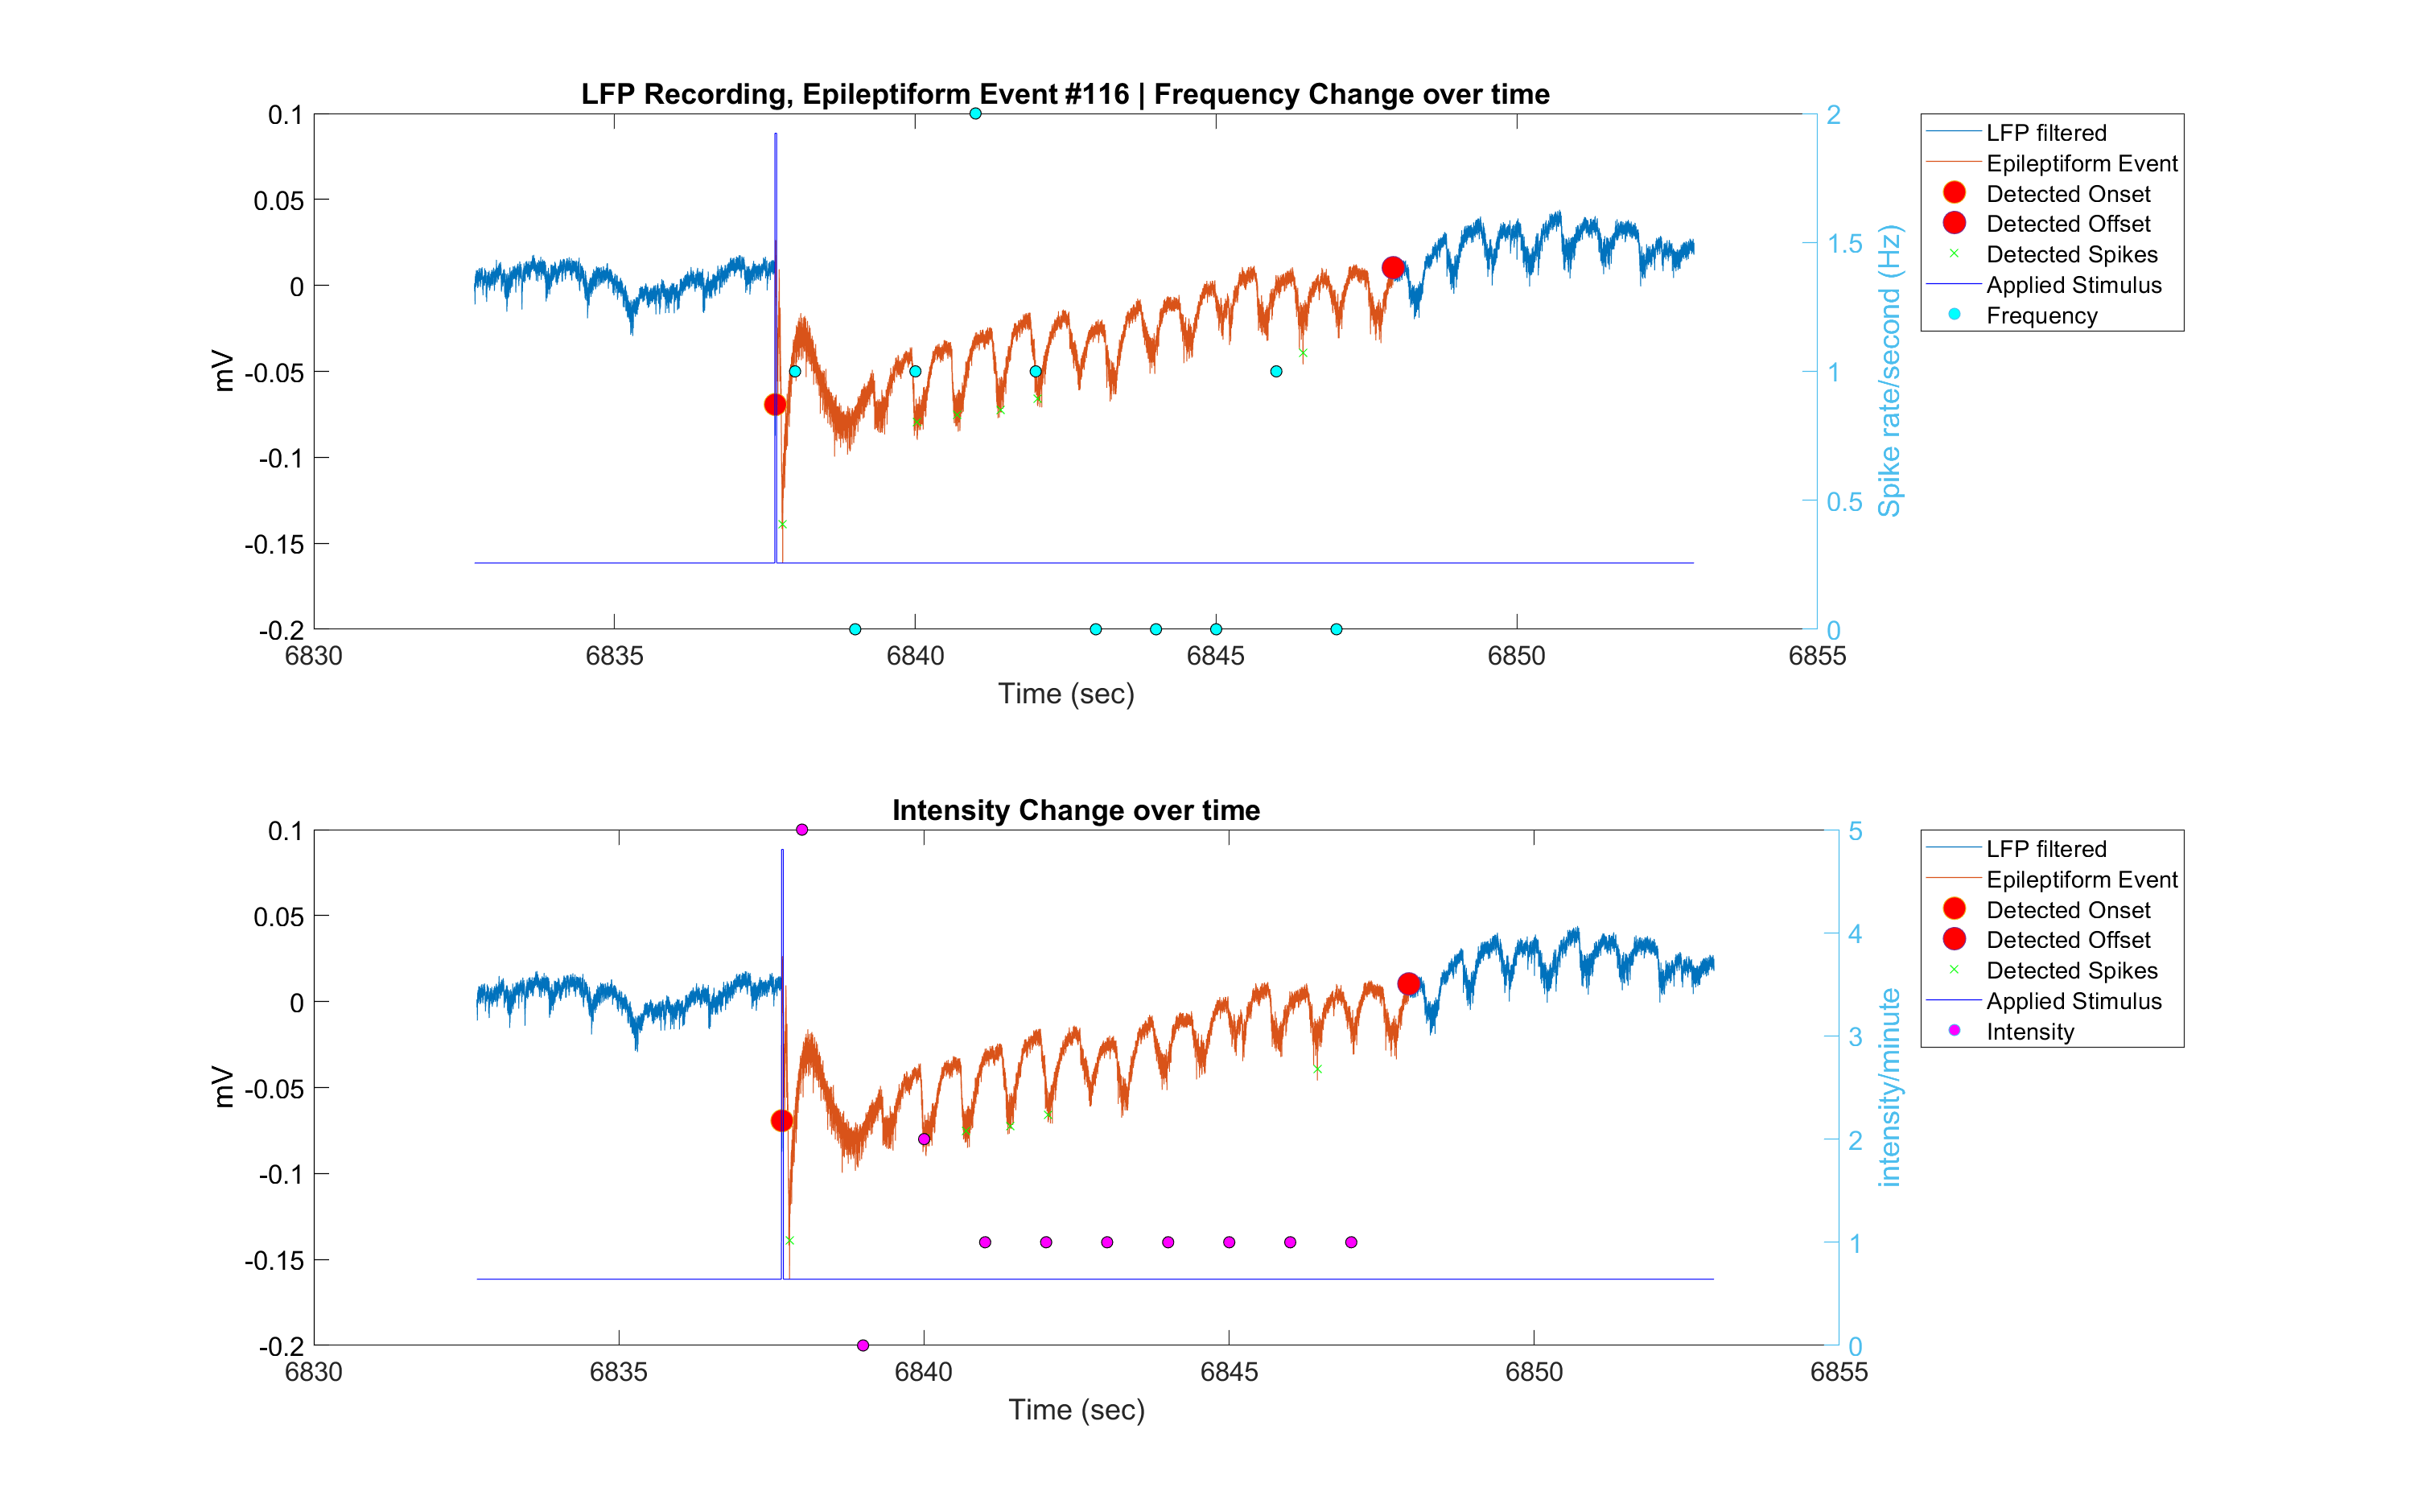 LFP Recording, Epileptiform Event #116 | Frequency Change over time
0.1
0.05
0
-0.05
-0.1
-0.15
-0.2
mV
6830
6835
6840
6845
6850
6855
Time (sec)
2
1.5
1
0.5
0
Spike rate/second (Hz)
LFP filtered
Epileptiform Event
Detected Onset
Detected Offset
Detected Spikes
Applied Stimulus
Frequency
Intensity Change over time
0.1
0.05
0
-0.05
-0.1
-0.15
-0.2
mV
6830
6835
6840
6845
6850
6855
Time (sec)
5
4
3
2
1
0
intensity/minute
LFP filtered
Epileptiform Event
Detected Onset
Detected Offset
Detected Spikes
Applied Stimulus
Intensity